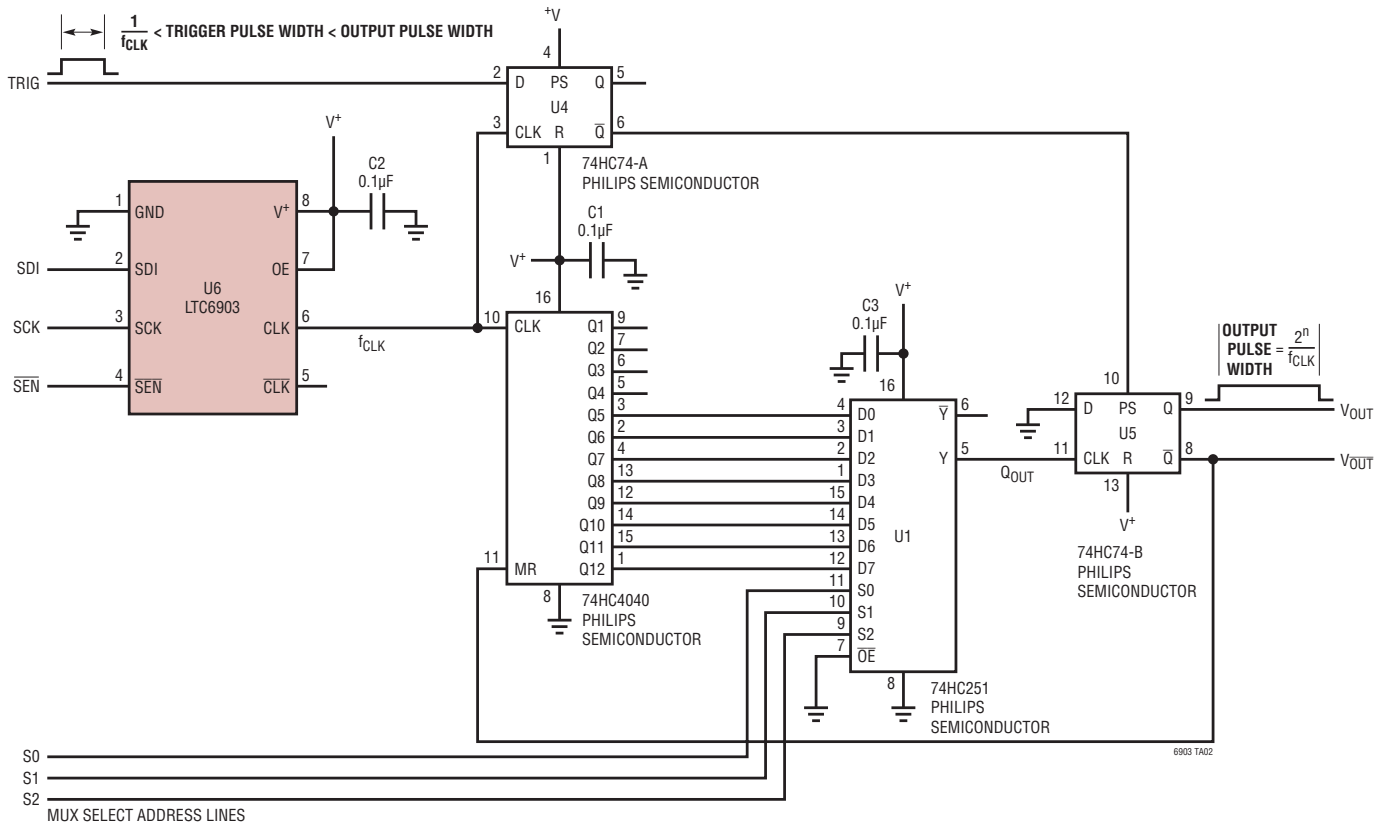 1
fCLK
< TRIGGER PULSE WIDTH < OUTPUT PULSE WIDTH
TRIG
+V
4
2
D
PS
Q
5
U4
3
CLK
R
Q̅
6
1
74HC74-A
PHILIPS SEMICONDUCTOR
V+
C2
0.1µF
1
GND
V+
8
SDI
2
SDI
OE
7
U6
LTC6903
SCK
3
SCK
CLK
6
fCLK
S̅E̅N̅
4
S̅E̅N̅
C̅L̅K̅
5
C1
0.1µF
V+
16
10
CLK
Q1
9
Q2
7
Q3
6
Q4
5
Q5
3
Q6
2
Q7
4
Q8
13
Q9
12
Q10
14
Q11
15
11
MR
Q12
1
8
74HC4040
PHILIPS
SEMICONDUCTOR
V+
C3
0.1µF
16
4
D0
Y̅
6
3
D1
2
D2
Y
5
1
D3
15
D4
14
D5
U1
13
D6
12
D7
11
S0
10
S1
9
S2
7
O̅E̅
8
74HC251
PHILIPS
SEMICONDUCTOR
QOUT
10
12
D
PS
Q
9
U5
11
CLK
R
Q̅
8
13
V+
74HC74-B
PHILIPS
SEMICONDUCTOR
OUTPUT
PULSE
WIDTH
= 2ⁿ
fCLK
VOUT
VO̅U̅T̅
6903 TA02
S0
S1
S2
MUX SELECT ADDRESS LINES